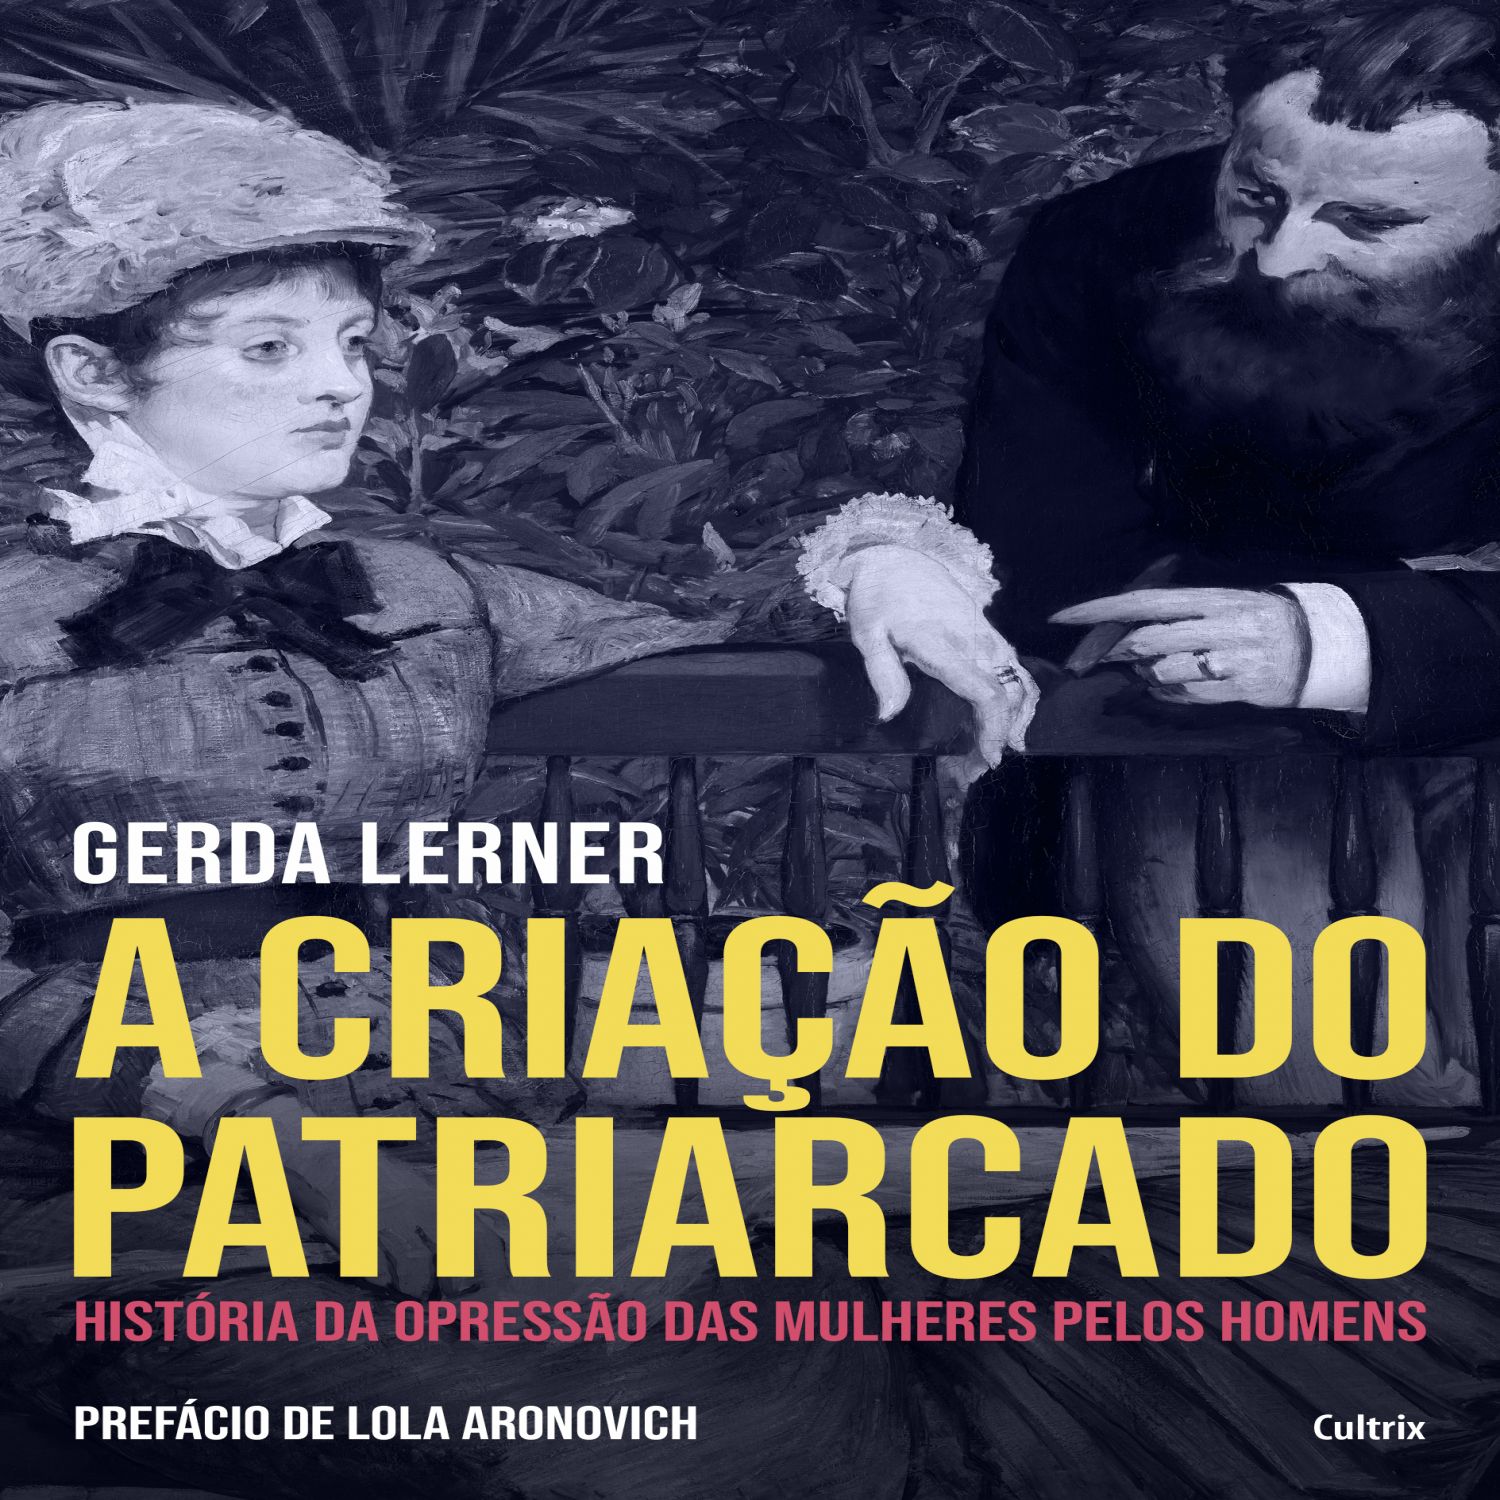 GERDA LERNER
A CRIAÇÃO DO
PATRIARCADO
HISTÓRIA DA OPRESSÃO DAS MULHERES PELOS HOMENS
PREFÁCIO DE LOLA ARONOVICH
Cultrix